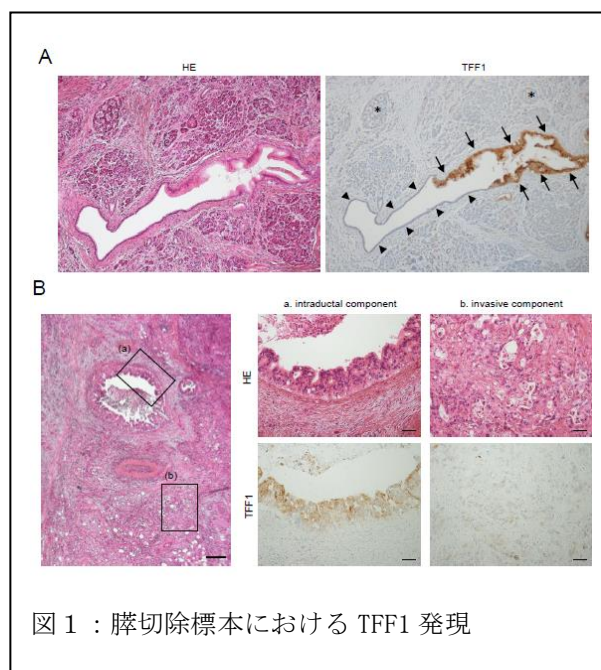 A
HE
TFF1
*
*
B
a. intraductal component
b. invasive component
(a)
(b)
HE
TFF1
図１：膵切除標本における TFF1 発現